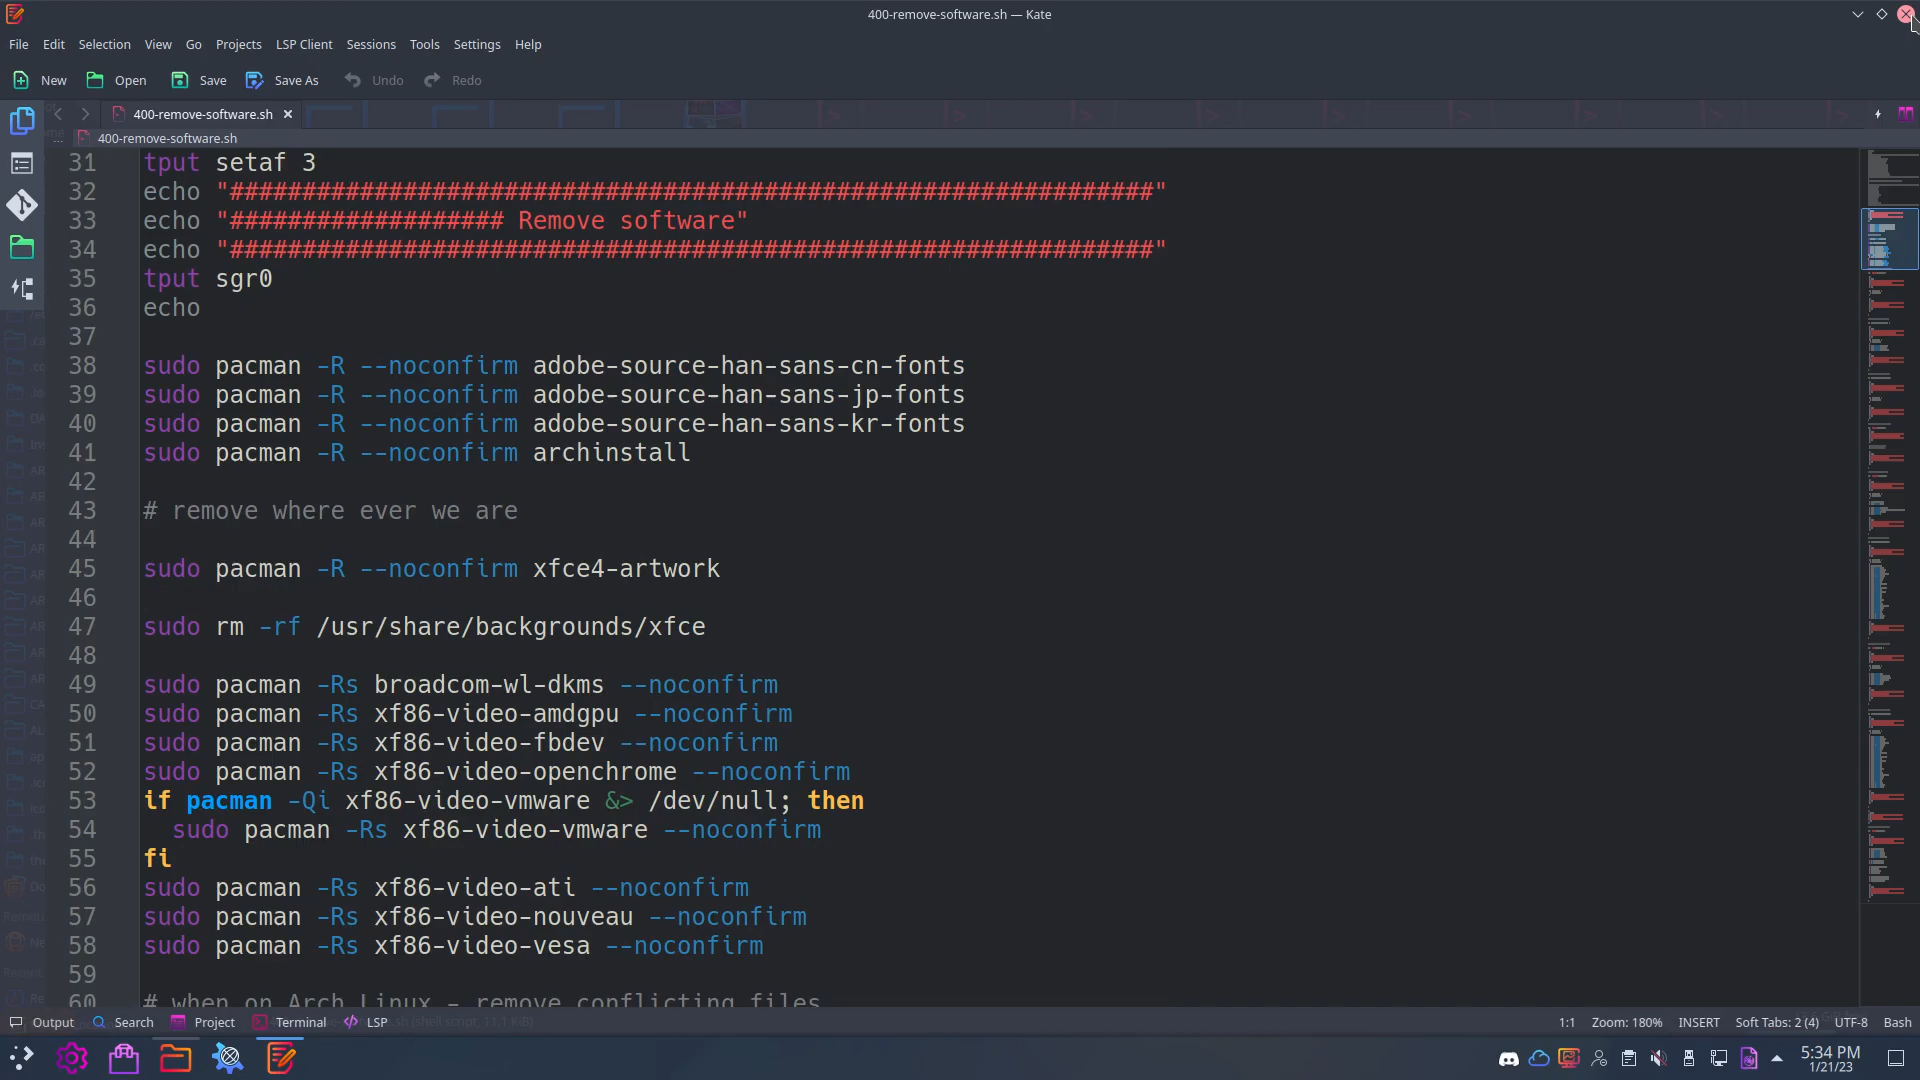 400-remove-software.sh — Kate
File Edit Selection View Go Projects LSP Client Sessions Tools Settings Help
New Open Save Save As Undo Redo
400-remove-software.sh
400-remove-software.sh
31 tput setaf 3
32 echo "################################################################"
33 echo "################### Remove software"
34 echo "################################################################"
35 tput sgr0
36 echo
37
38 sudo pacman -R --noconfirm adobe-source-han-sans-cn-fonts
39 sudo pacman -R --noconfirm adobe-source-han-sans-jp-fonts
40 sudo pacman -R --noconfirm adobe-source-han-sans-kr-fonts
41 sudo pacman -R --noconfirm archinstall
42
43 # remove where ever we are
44
45 sudo pacman -R --noconfirm xfce4-artwork
46
47 sudo rm -rf /usr/share/backgrounds/xfce
48
49 sudo pacman -Rs broadcom-wl-dkms --noconfirm
50 sudo pacman -Rs xf86-video-amdgpu --noconfirm
51 sudo pacman -Rs xf86-video-fbdev --noconfirm
52 sudo pacman -Rs xf86-video-openchrome --noconfirm
53 if pacman -Qi xf86-video-vmware &> /dev/null; then
54 sudo pacman -Rs xf86-video-vmware --noconfirm
55 fi
56 sudo pacman -Rs xf86-video-ati --noconfirm
57 sudo pacman -Rs xf86-video-nouveau --noconfirm
58 sudo pacman -Rs xf86-video-vesa --noconfirm
59
60 # when on Arch Linux - remove conflicting files
Output Search Project Terminal LSP 1:1 Zoom: 180% INSERT Soft Tabs: 2 (4) UTF-8 Bash
5:34 PM
1/21/23